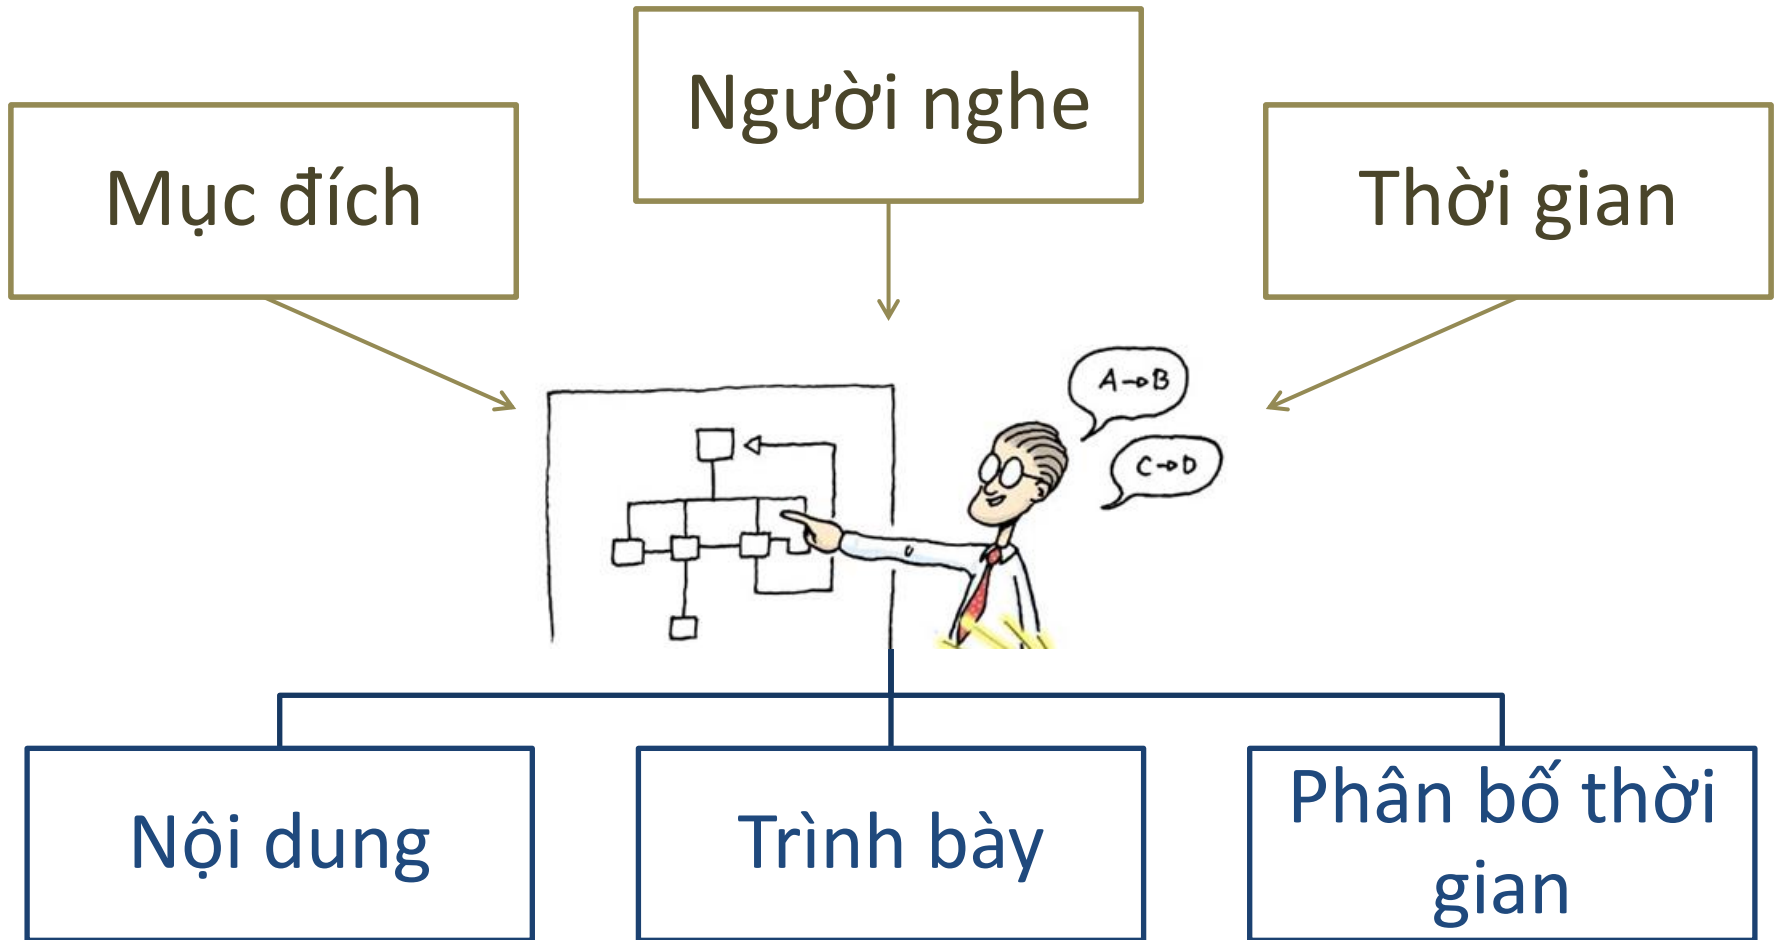 Người nghe
Mục đích
Thời gian
A→B
C→D
Nội dung
Trình bày
Phân bố thời
gian